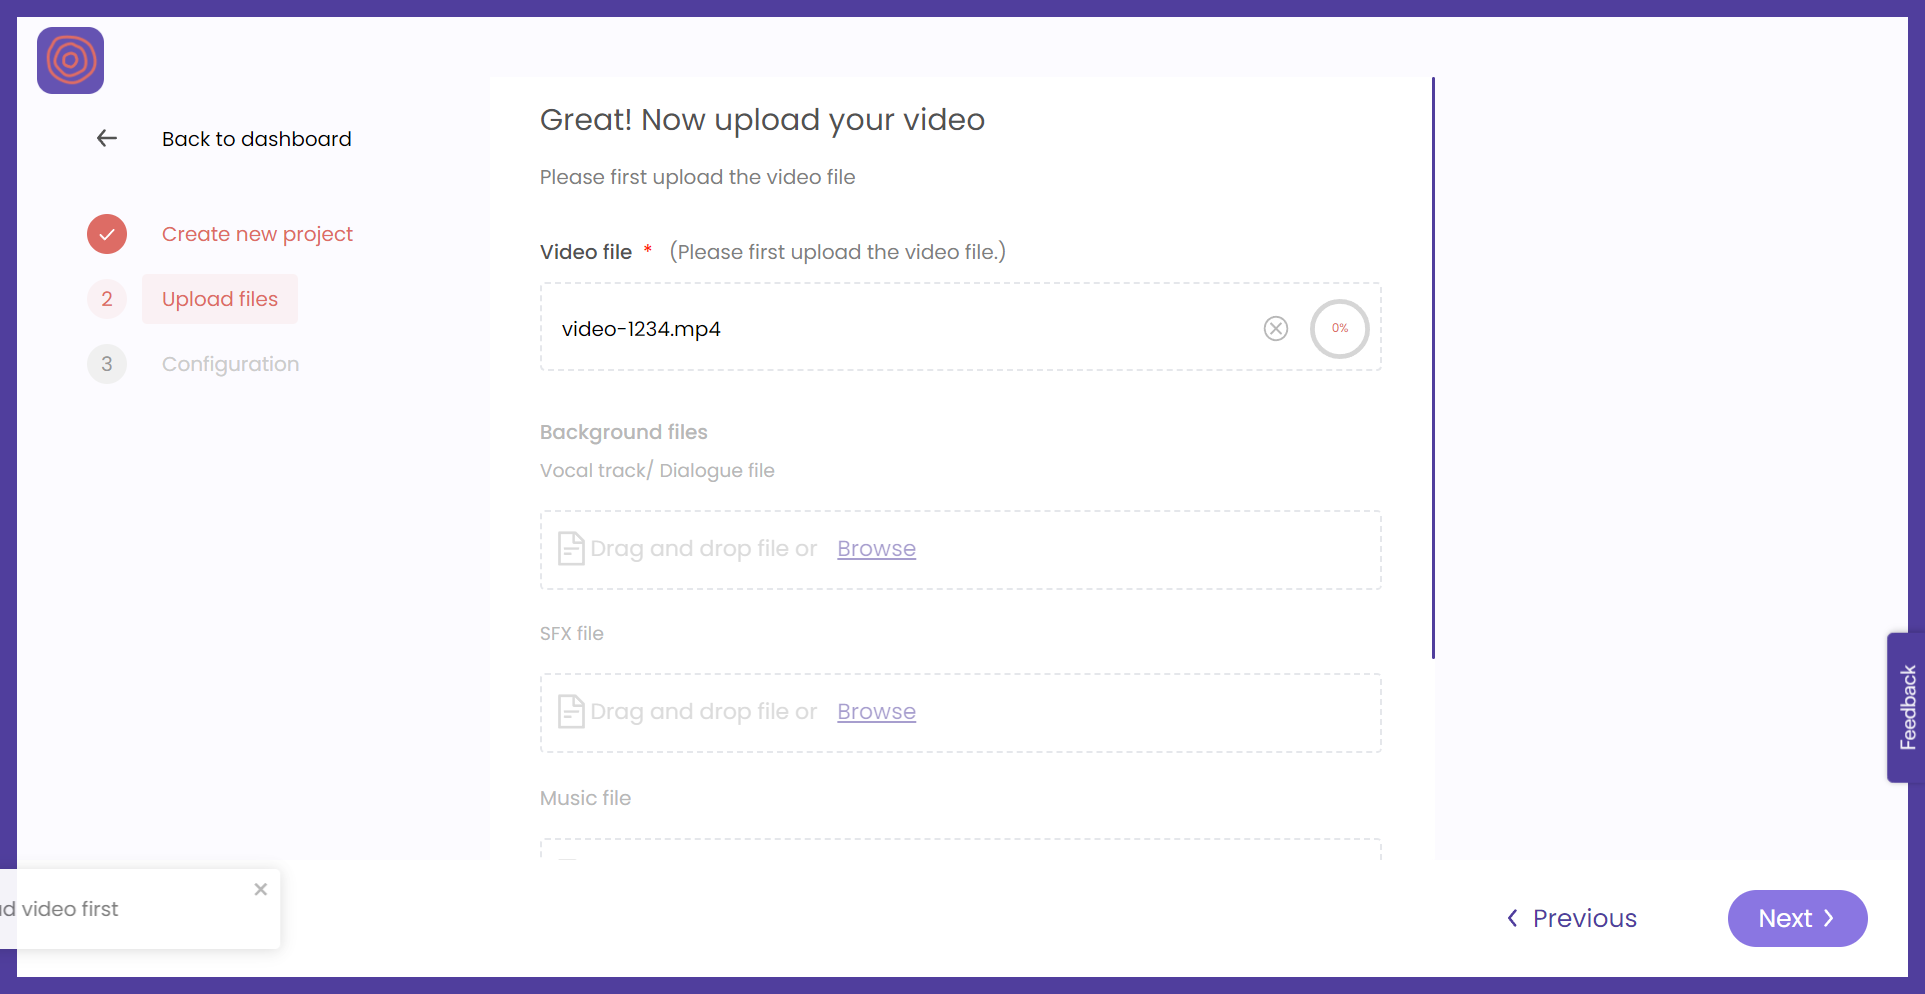 Back to dashboard
Create new project
2 Upload files
3 Configuration
Great! Now upload your video
Please first upload the video file
Video file * (Please first upload the video file.)
video-1234.mp4
0%
Background files
Vocal track/ Dialogue file
Drag and drop file or Browse
SFX file
Drag and drop file or Browse
Music file
Feedback
video first
Previous
Next